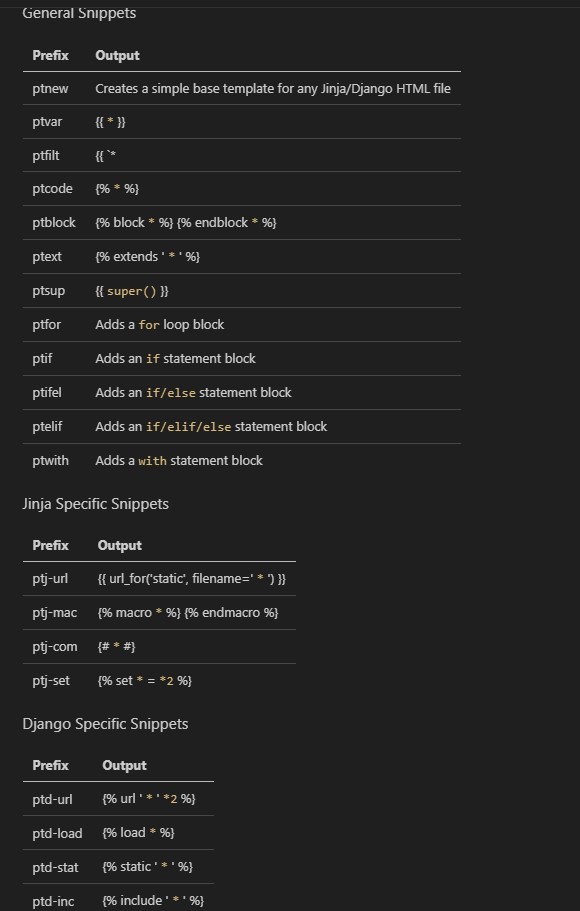 General Snippets
Prefix Output
ptnew Creates a simple base template for any Jinja/Django HTML file
ptvar {{ * }}
ptfilt {{ `*
ptcode {% * %}
ptblock {% block * %} {% endblock * %}
ptext {% extends ' * ' %}
ptsup {{ super() }}
ptfor Adds a for loop block
ptif Adds an if statement block
ptifel Adds an if/else statement block
ptelif Adds an if/elif/else statement block
ptwith Adds a with statement block
Jinja Specific Snippets
Prefix Output
ptj-url {{ url_for('static', filename=' * ') }}
ptj-mac {% macro * %} {% endmacro %}
ptj-com {# * #}
ptj-set {% set * = *2 %}
Django Specific Snippets
Prefix Output
ptd-url {% url ' * ' *2 %}
ptd-load {% load * %}
ptd-stat {% static ' * ' %}
ptd-inc {% include ' * ' %}